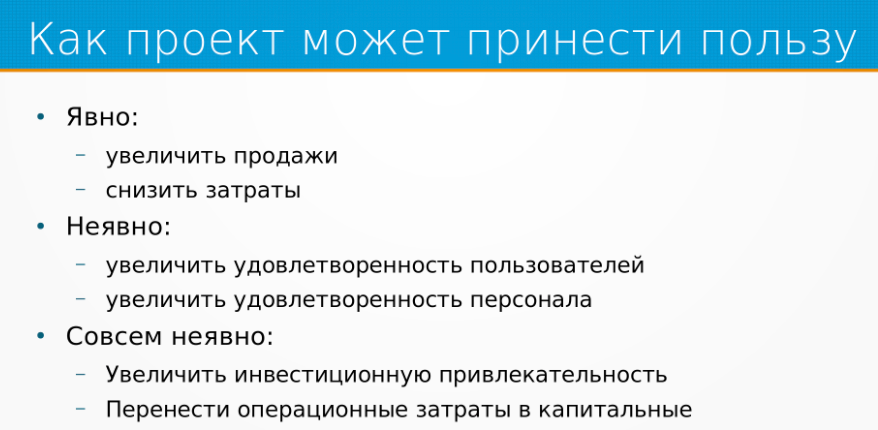 Как проект может принести пользу
• Явно:
– увеличить продажи
– снизить затраты
• Неявно:
– увеличить удовлетворенность пользователей
– увеличить удовлетворенность персонала
• Совсем неявно:
– Увеличить инвестиционную привлекательность
– Перенести операционные затраты в капитальные